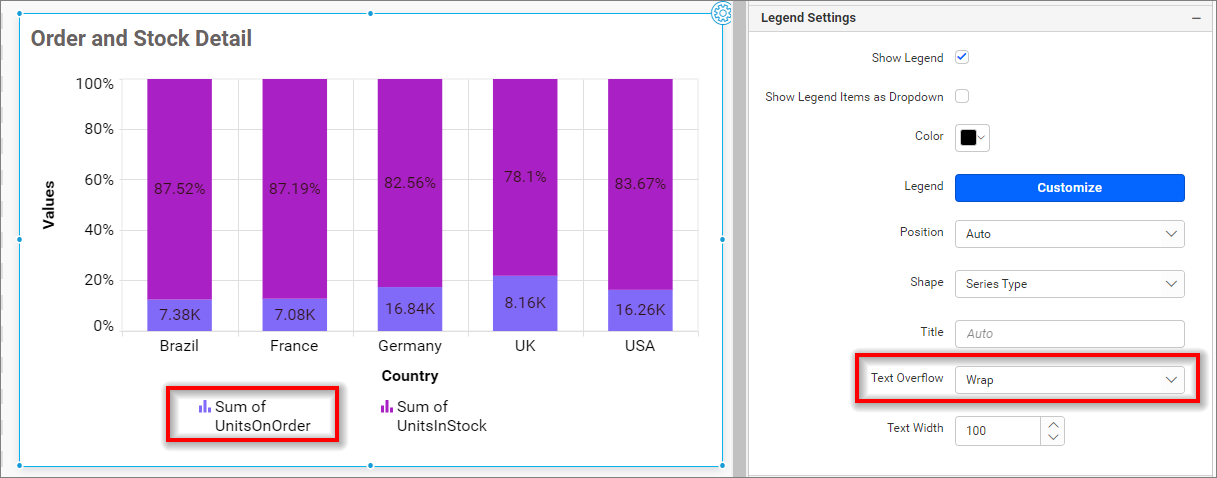 Order and Stock Detail
100%
80%
60%
40%
20%
0%
Values
87.52%
87.19%
82.56%
78.1%
83.67%
7.38K
7.08K
16.84K
8.16K
16.26K
Brazil
France
Germany
UK
USA
Country
Sum of
UnitsOnOrder
Sum of
UnitsInStock
Legend Settings
Show Legend
Show Legend Items as Dropdown
Color
Legend
Customize
Position
Auto
Shape
Series Type
Title
Auto
Text Overflow
Wrap
Text Width
100